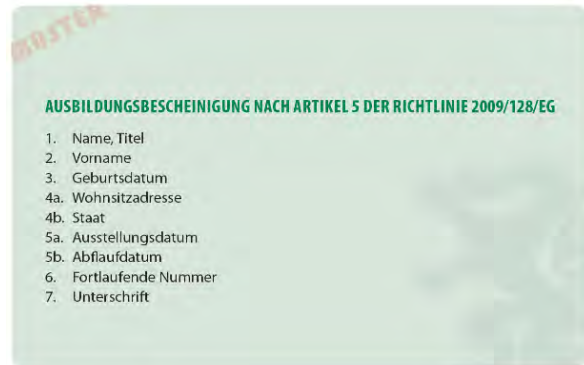 MUSTER
AUSBILDUNGSBESCHEINIGUNG NACH ARTIKEL 5 DER RICHTLINIE 2009/128/EG
1. Name, Titel
2. Vorname
3. Geburtsdatum
4a. Wohnsitzadresse
4b. Staat
5a. Ausstellungsdatum
5b. Abflaufdatum
6. Fortlaufende Nummer
7. Unterschrift